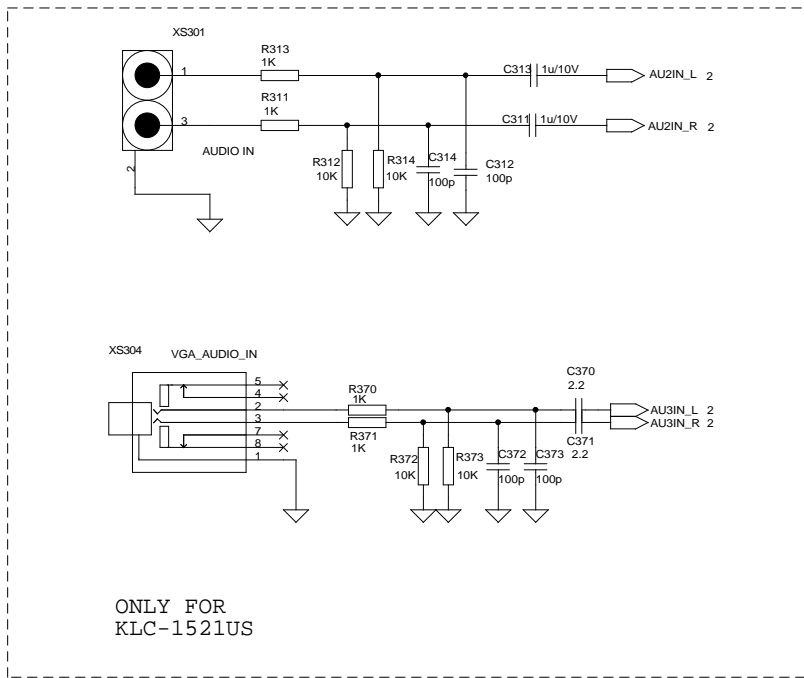 XS301
R313
1K
1
C313 1u/10V
AU2IN_L 2
R311
1K
3
C311 1u/10V
AU2IN_R 2
AUDIO IN
2
R312
10K
R314
10K
C314
100p
C312
100p
XS304
VGA_AUDIO_IN
5
4
2
3
7
8
1
R370
1K
R371
1K
C370
2.2
AU3IN_L 2
AU3IN_R 2
C371
2.2
R372
10K
R373
10K
C372
100p
C373
100p
ONLY FOR
KLC-1521US